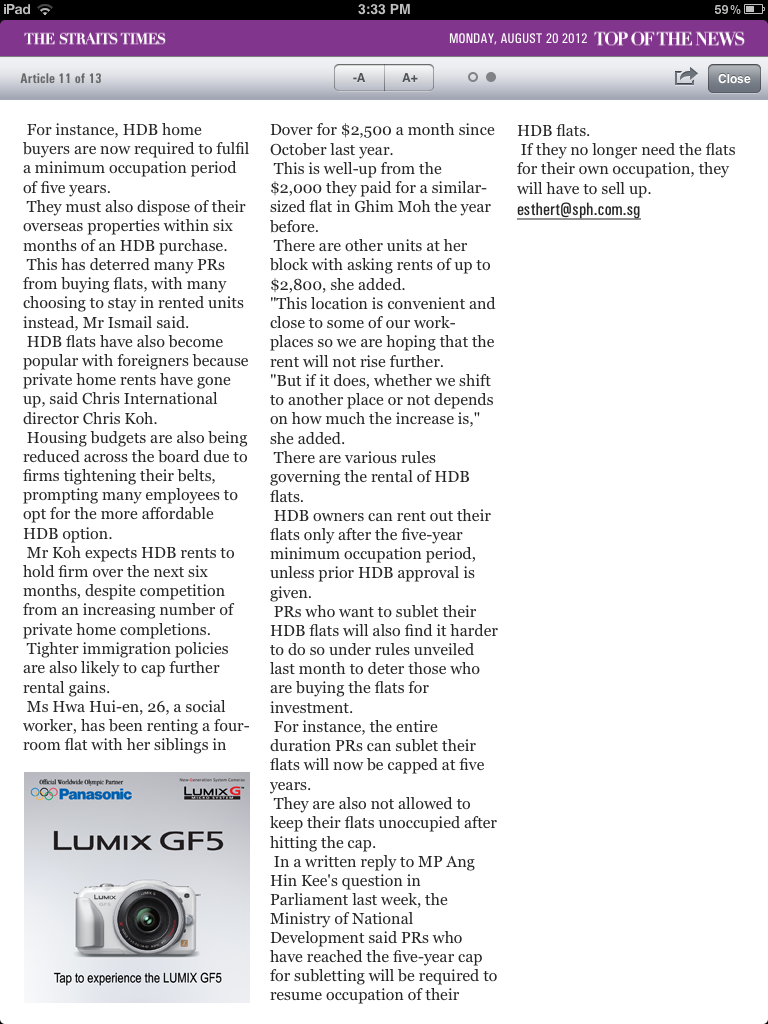 iPad
3:33 PM
59%
THE STRAITS TIMES
MONDAY, AUGUST 20 2012 TOP OF THE NEWS
Article 11 of 13
-A
A+
Close
For instance, HDB home
buyers are now required to fulfil
a minimum occupation period
of five years.
They must also dispose of their
overseas properties within six
months of an HDB purchase.
This has deterred many PRs
from buying flats, with many
choosing to stay in rented units
instead, Mr Ismail said.
HDB flats have also become
popular with foreigners because
private home rents have gone
up, said Chris International
director Chris Koh.
Housing budgets are also being
reduced across the board due to
firms tightening their belts,
prompting many employees to
opt for the more affordable
HDB option.
Mr Koh expects HDB rents to
hold firm over the next six
months, despite competition
from an increasing number of
private home completions.
Tighter immigration policies
are also likely to cap further
rental gains.
Ms Hwa Hui-en, 26, a social
worker, has been renting a four-
room flat with her siblings in
Official Worldwide Olympic Partner
Panasonic
New-Generation System Cameras
LUMIX G
MICRO SYSTEM
LUMIX GF5
LUMIX
GF5
Tap to experience the LUMIX GF5
Dover for $2,500 a month since
October last year.
This is well-up from the
$2,000 they paid for a similar-
sized flat in Ghim Moh the year
before.
There are other units at her
block with asking rents of up to
$2,800, she added.
"This location is convenient and
close to some of our work-
places so we are hoping that the
rent will not rise further.
"But if it does, whether we shift
to another place or not depends
on how much the increase is,"
she added.
There are various rules
governing the rental of HDB
flats.
HDB owners can rent out their
flats only after the five-year
minimum occupation period,
unless prior HDB approval is
given.
PRs who want to sublet their
HDB flats will also find it harder
to do so under rules unveiled
last month to deter those who
are buying the flats for
investment.
For instance, the entire
duration PRs can sublet their
flats will now be capped at five
years.
They are also not allowed to
keep their flats unoccupied after
hitting the cap.
In a written reply to MP Ang
Hin Kee's question in
Parliament last week, the
Ministry of National
Development said PRs who
have reached the five-year cap
for subletting will be required to
resume occupation of their
HDB flats.
If they no longer need the flats
for their own occupation, they
will have to sell up.
esthert@sph.com.sg